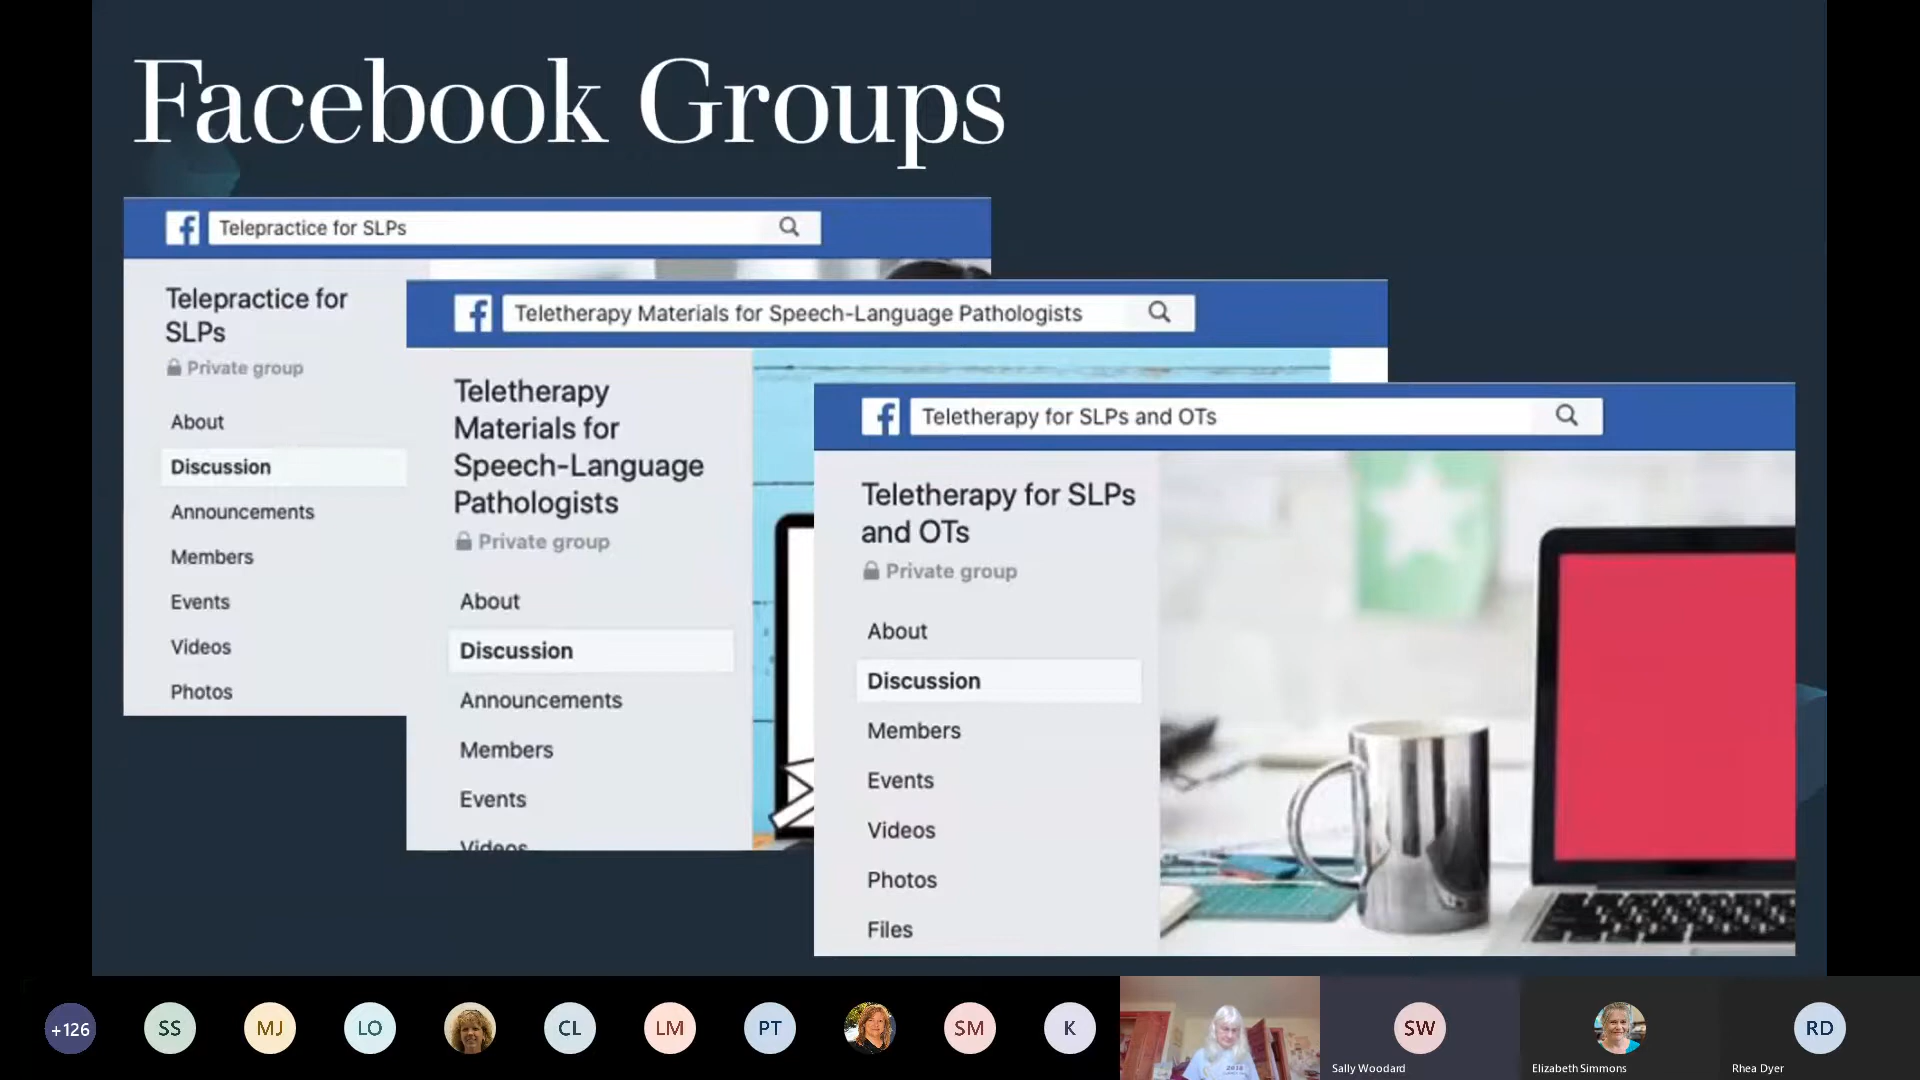 Facebook Groups
Telepractice for SLPs
Telepractice for
SLPs
Private group
About
Discussion
Announcements
Members
Events
Videos
Photos
Teletherapy Materials for Speech-Language Pathologists
Teletherapy
Materials for
Speech-Language
Pathologists
Private group
About
Discussion
Announcements
Members
Events
Videos
Teletherapy for SLPs and OTs
Teletherapy for SLPs
and OTs
Private group
About
Discussion
Members
Events
Videos
Photos
Files
+126
SS
MJ
LO
CL
LM
PT
SM
K
SW
Sally Woodard
Elizabeth Simmons
RD
Rhea Dyer